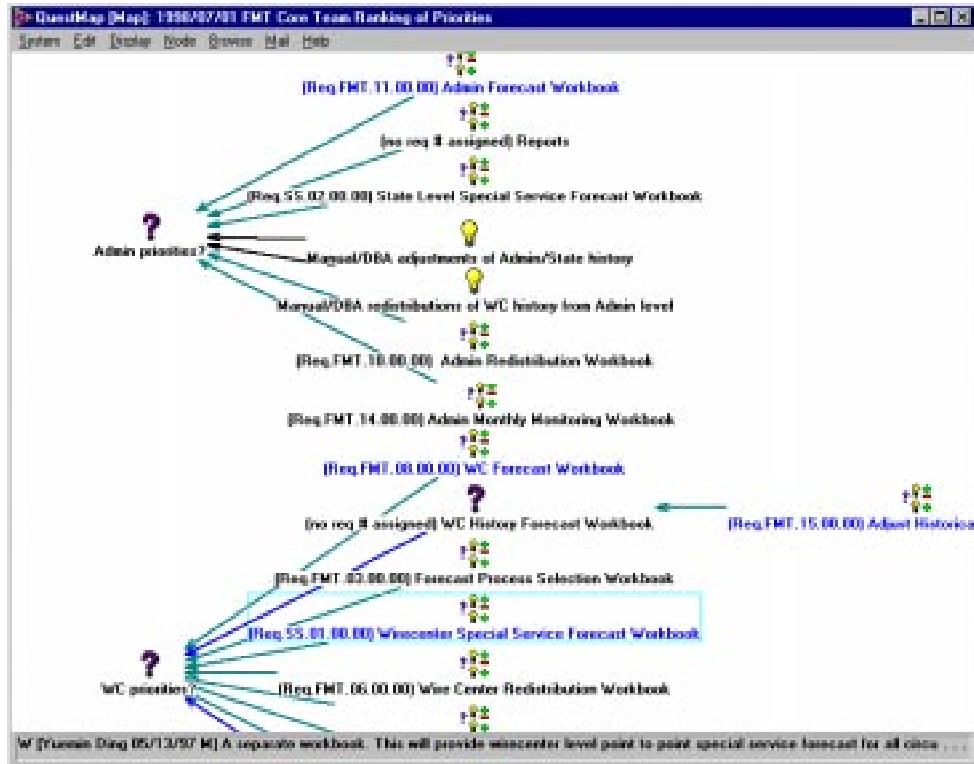 QuestMap [Map]: 1998/07/01 FMT Core Team Ranking of Priorities
System Edit Display Node Browse Mail Help
(Req.FMT.11.00.00) Admin Forecast Workbook
(no req # assigned) Reports
(Req.SS.02.00.00) State Level Special Service Forecast Workbook
Admin priorities?
Manual/DBA adjustments of Admin/State history
Manual/DBA redistributions of WC history from Admin level
(Req.FMT.10.00.00) Admin Redistribution Workbook
(Req.FMT.14.00.00) Admin Monthly Monitoring Workbook
(Req.FMT.08.00.00) WC Forecast Workbook
(no req # assigned) WC History Forecast Workbook
(Req.FMT.15.00.00) Adjust Historica
(Req.FMT.03.00.00) Forecast Process Selection Workbook
(Req.SS.01.00.00) Wirecenter Special Service Forecast Workbook
WC priorities?
(Req.FMT.06.00.00) Wire Center Redistribution Workbook
W [Yuemin Ding 05/13/97 M] A separate workbook. This will provide wirecenter level point to point special service forecast for all circu . . .